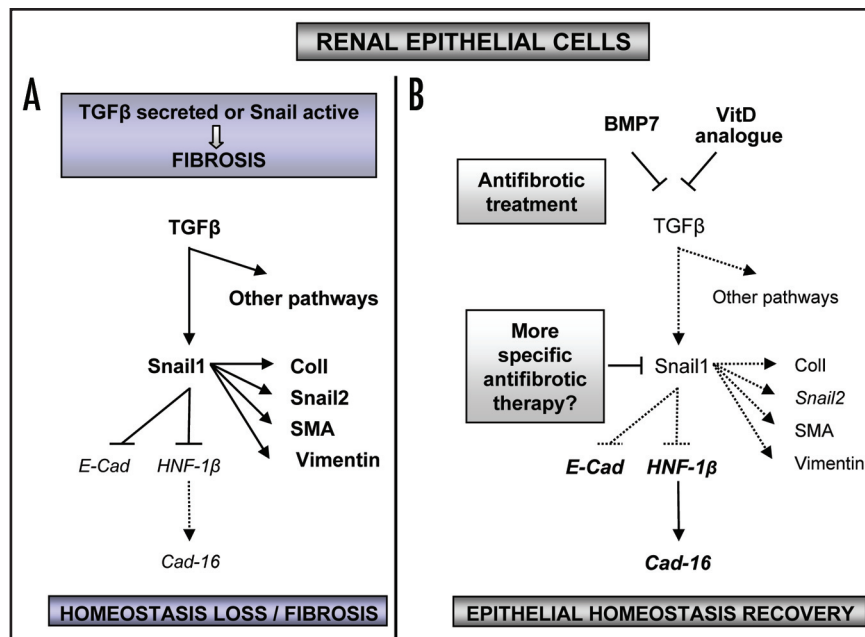 RENAL EPITHELIAL CELLS
A
TGFβ secreted or Snail active
FIBROSIS
TGFβ
Other pathways
Snail1
ColI
Snail2
SMA
Vimentin
E-Cad
HNF-1β
Cad-16
HOMEOSTASIS LOSS / FIBROSIS
B
BMP7
VitD
analogue
Antifibrotic
treatment
TGFβ
Other pathways
More
specific
antifibrotic
therapy?
Snail1
ColI
Snail2
SMA
Vimentin
E-Cad
HNF-1β
Cad-16
EPITHELIAL HOMEOSTASIS RECOVERY